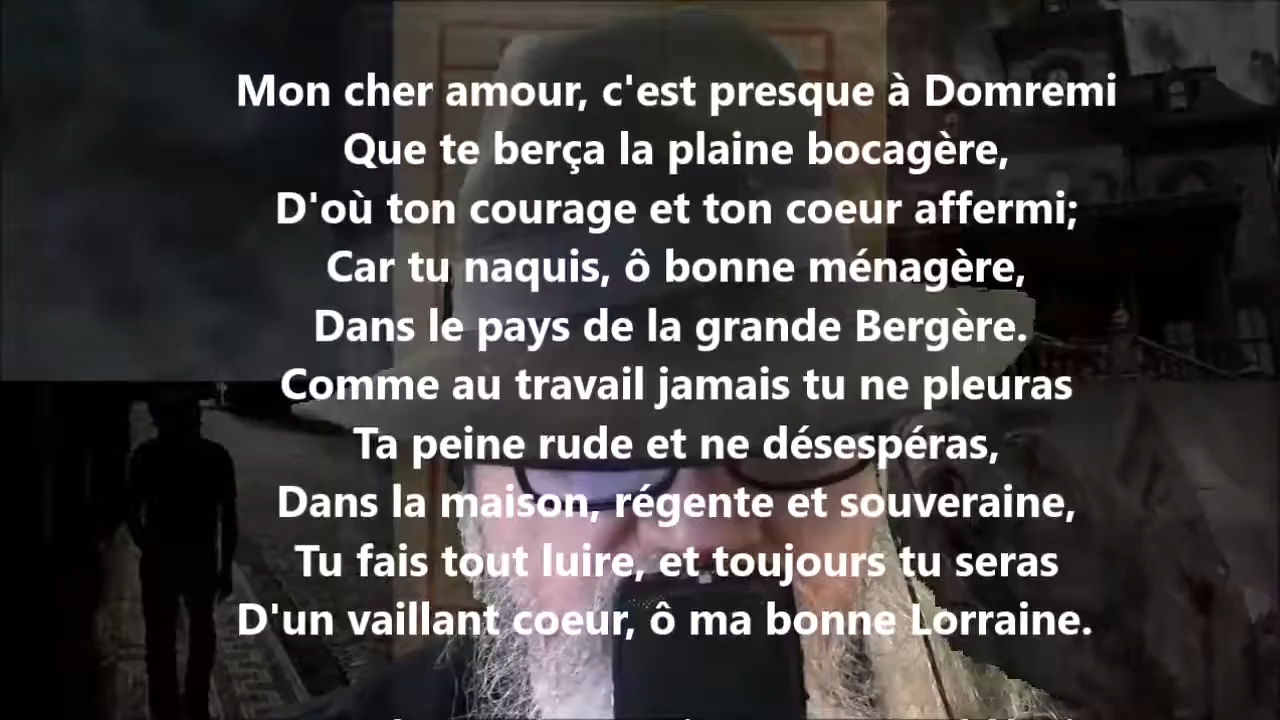 Mon cher amour, c'est presque à Domremi
Que te berça la plaine bocagère,
D'où ton courage et ton coeur affermi;
Car tu naquis, ô bonne ménagère,
Dans le pays de la grande Bergère.
Comme au travail jamais tu ne pleuras
Ta peine rude et ne désespéras,
Dans la maison, régente et souveraine,
Tu fais tout luire, et toujours tu seras
D'un vaillant coeur, ô ma bonne Lorraine.